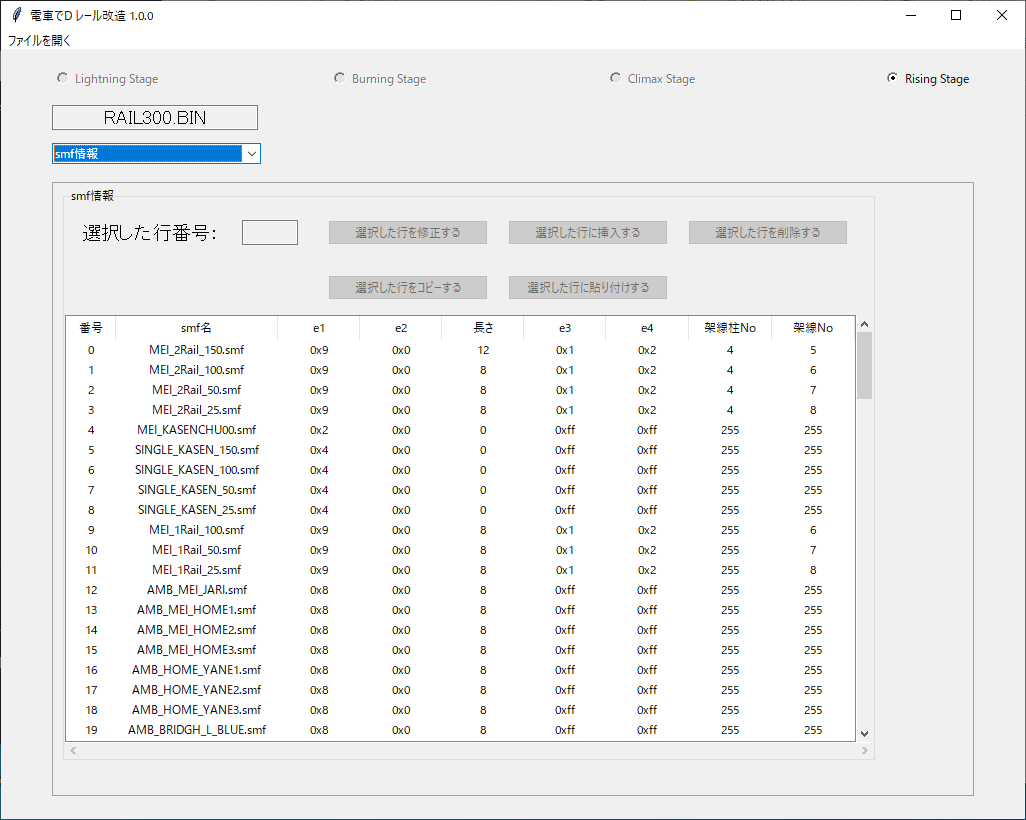 電車でDレール改造 1.0.0
ファイルを開く
Lightning Stage Burning Stage Climax Stage Rising Stage
RAIL300.BIN
smf情報
smf情報
選択した行番号: 選択した行を修正する 選択した行に挿入する 選択した行を削除する
選択した行をコピーする 選択した行に貼り付けする
番号 smf名 e1 e2 長さ e3 e4 架線柱No 架線No
0 MEI_2Rail_150.smf 0x9 0x0 12 0x1 0x2 4 5
1 MEI_2Rail_100.smf 0x9 0x0 8 0x1 0x2 4 6
2 MEI_2Rail_50.smf 0x9 0x0 8 0x1 0x2 4 7
3 MEI_2Rail_25.smf 0x9 0x0 8 0x1 0x2 4 8
4 MEI_KASENCHU00.smf 0x2 0x0 0 0xff 0xff 255 255
5 SINGLE_KASEN_150.smf 0x4 0x0 0 0xff 0xff 255 255
6 SINGLE_KASEN_100.smf 0x4 0x0 0 0xff 0xff 255 255
7 SINGLE_KASEN_50.smf 0x4 0x0 0 0xff 0xff 255 255
8 SINGLE_KASEN_25.smf 0x4 0x0 0 0xff 0xff 255 255
9 MEI_1Rail_100.smf 0x9 0x0 8 0x1 0x2 255 6
10 MEI_1Rail_50.smf 0x9 0x0 8 0x1 0x2 255 7
11 MEI_1Rail_25.smf 0x9 0x0 8 0x1 0x2 255 8
12 AMB_MEI_JARI.smf 0x8 0x0 8 0xff 0xff 255 255
13 AMB_MEI_HOME1.smf 0x8 0x0 8 0xff 0xff 255 255
14 AMB_MEI_HOME2.smf 0x8 0x0 8 0xff 0xff 255 255
15 AMB_MEI_HOME3.smf 0x8 0x0 8 0xff 0xff 255 255
16 AMB_HOME_YANE1.smf 0x8 0x0 8 0xff 0xff 255 255
17 AMB_HOME_YANE2.smf 0x8 0x0 8 0xff 0xff 255 255
18 AMB_HOME_YANE3.smf 0x8 0x0 8 0xff 0xff 255 255
19 AMB_BRIDGH_L_BLUE.smf 0x8 0x0 8 0xff 0xff 255 255